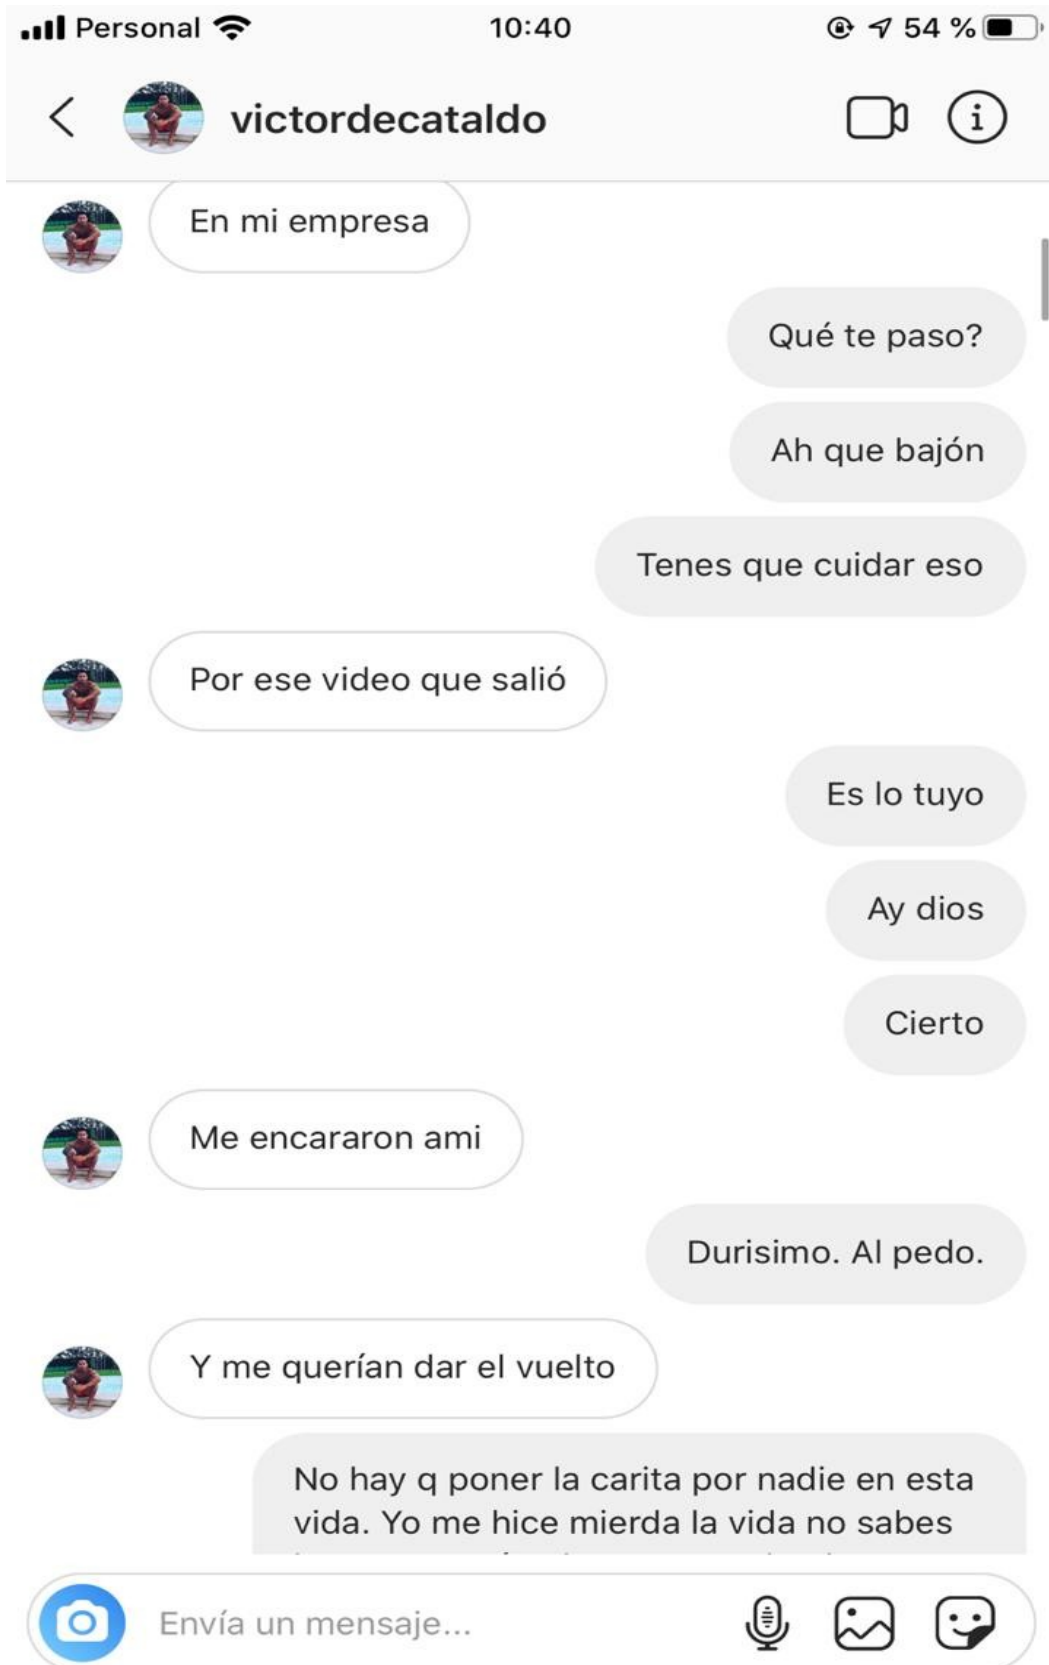 Personal 10:40 54 %
victordecataldo
En mi empresa
Qué te paso?
Ah que bajón
Tenes que cuidar eso
Por ese video que salió
Es lo tuyo
Ay dios
Cierto
Me encararon ami
Durisimo. Al pedo.
Y me querían dar el vuelto
No hay q poner la carita por nadie en esta
vida. Yo me hice mierda la vida no sabes
Envía un mensaje...